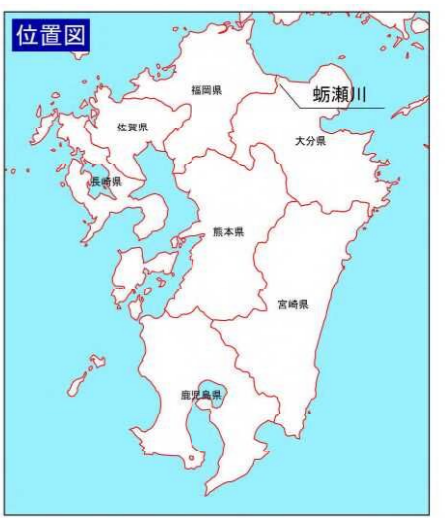 位置図
福岡県
蛎瀬川
佐賀県
大分県
長崎県
熊本県
宮崎県
鹿児島県